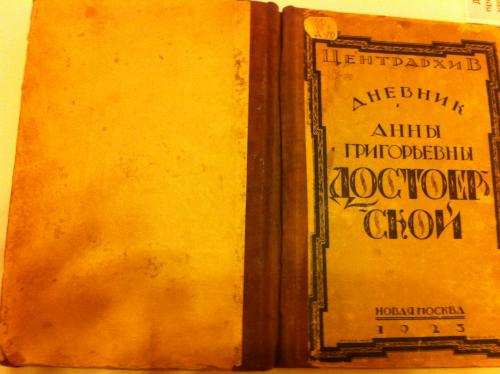 Центрархив
Дневник
Анны
Григорьевны
Достоев-
ской
Новая Москва
1923